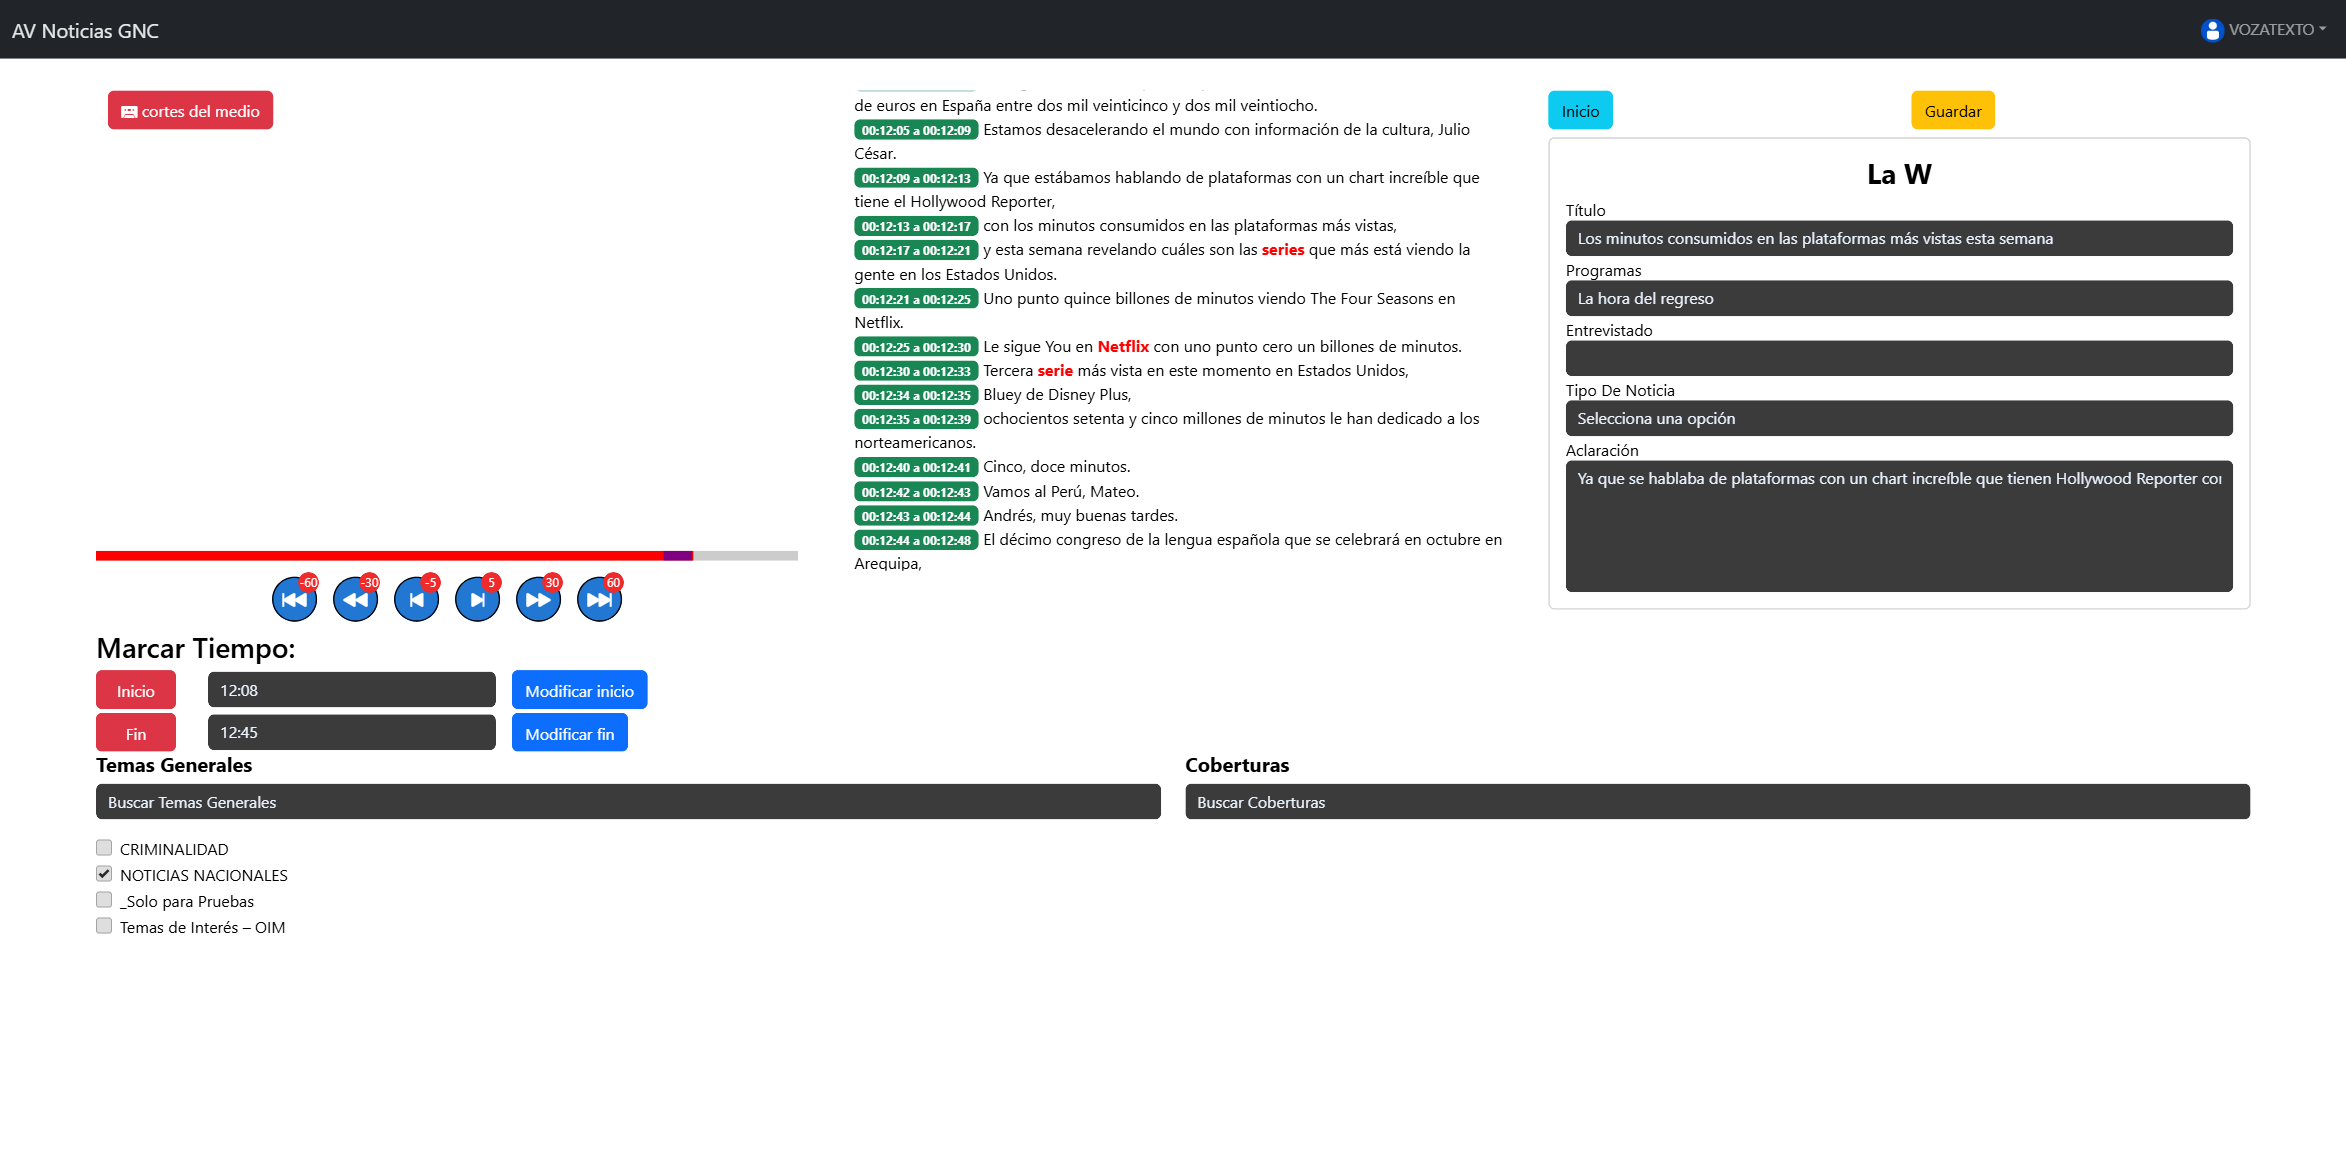 AV Noticias GNC
VOZATEXTO
cortes del medio
-60
-30
-5
5
30
60
Marcar Tiempo:
Inicio 12:08 Modificar inicio
Fin 12:45 Modificar fin
de euros en España entre dos mil veinticinco y dos mil veintiocho.
00:12:05 a 00:12:09 Estamos desacelerando el mundo con información de la cultura, Julio
César.
00:12:09 a 00:12:13 Ya que estábamos hablando de plataformas con un chart increíble que
tiene el Hollywood Reporter,
00:12:13 a 00:12:17 con los minutos consumidos en las plataformas más vistas,
00:12:17 a 00:12:21 y esta semana revelando cuáles son las series que más está viendo la
gente en los Estados Unidos.
00:12:21 a 00:12:25 Uno punto quince billones de minutos viendo The Four Seasons en
Netflix.
00:12:25 a 00:12:30 Le sigue You en Netflix con uno punto cero un billones de minutos.
00:12:30 a 00:12:33 Tercera serie más vista en este momento en Estados Unidos,
00:12:34 a 00:12:35 Bluey de Disney Plus,
00:12:35 a 00:12:39 ochocientos setenta y cinco millones de minutos le han dedicado a los
norteamericanos.
00:12:40 a 00:12:41 Cinco, doce minutos.
00:12:42 a 00:12:43 Vamos al Perú, Mateo.
00:12:43 a 00:12:44 Andrés, muy buenas tardes.
00:12:44 a 00:12:48 El décimo congreso de la lengua española que se celebrará en octubre en
Arequipa,
Inicio
Guardar
La W
Título
Los minutos consumidos en las plataformas más vistas esta semana
Programas
La hora del regreso
Entrevistado
Tipo De Noticia
Selecciona una opción
Aclaración
Ya que se hablaba de plataformas con un chart increíble que tienen Hollywood Reporter
Temas Generales
Buscar Temas Generales
CRIMINALIDAD
NOTICIAS NACIONALES
_Solo para Pruebas
Temas de Interés – OIM
Coberturas
Buscar Coberturas